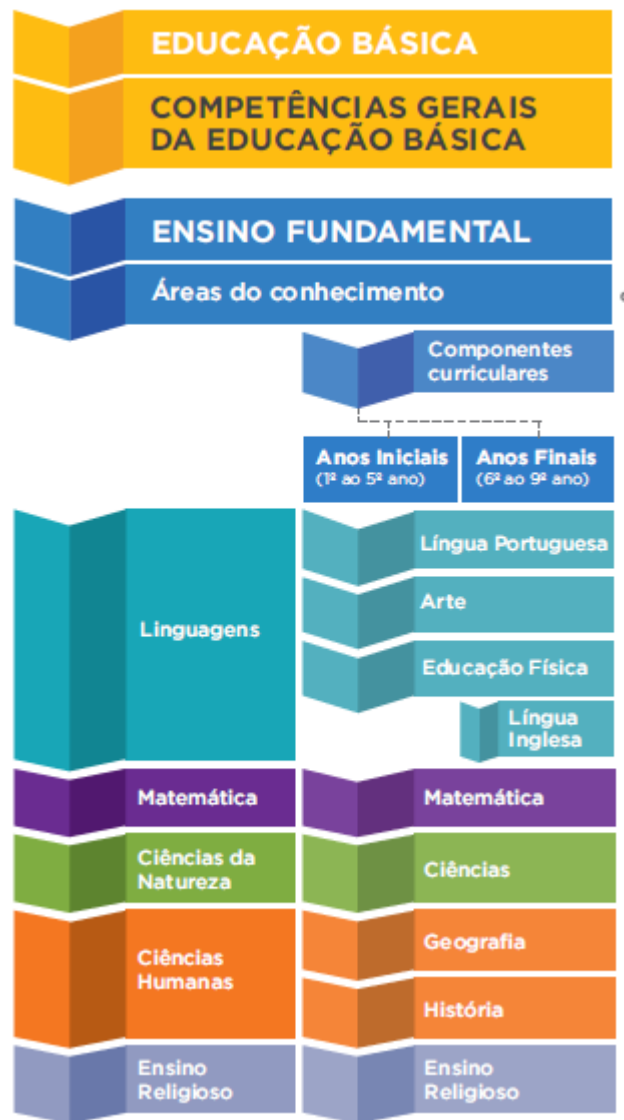 EDUCAÇÃO BÁSICA
COMPETÊNCIAS GERAIS
DA EDUCAÇÃO BÁSICA
ENSINO FUNDAMENTAL
Áreas do conhecimento
Componentes
curriculares
Anos Iniciais
(1º ao 5º ano)
Anos Finais
(6º ao 9º ano)
Linguagens
Língua Portuguesa
Arte
Educação Física
Língua
Inglesa
Matemática
Matemática
Ciências da
Natureza
Ciências
Ciências
Humanas
Geografia
História
Ensino
Religioso
Ensino
Religioso